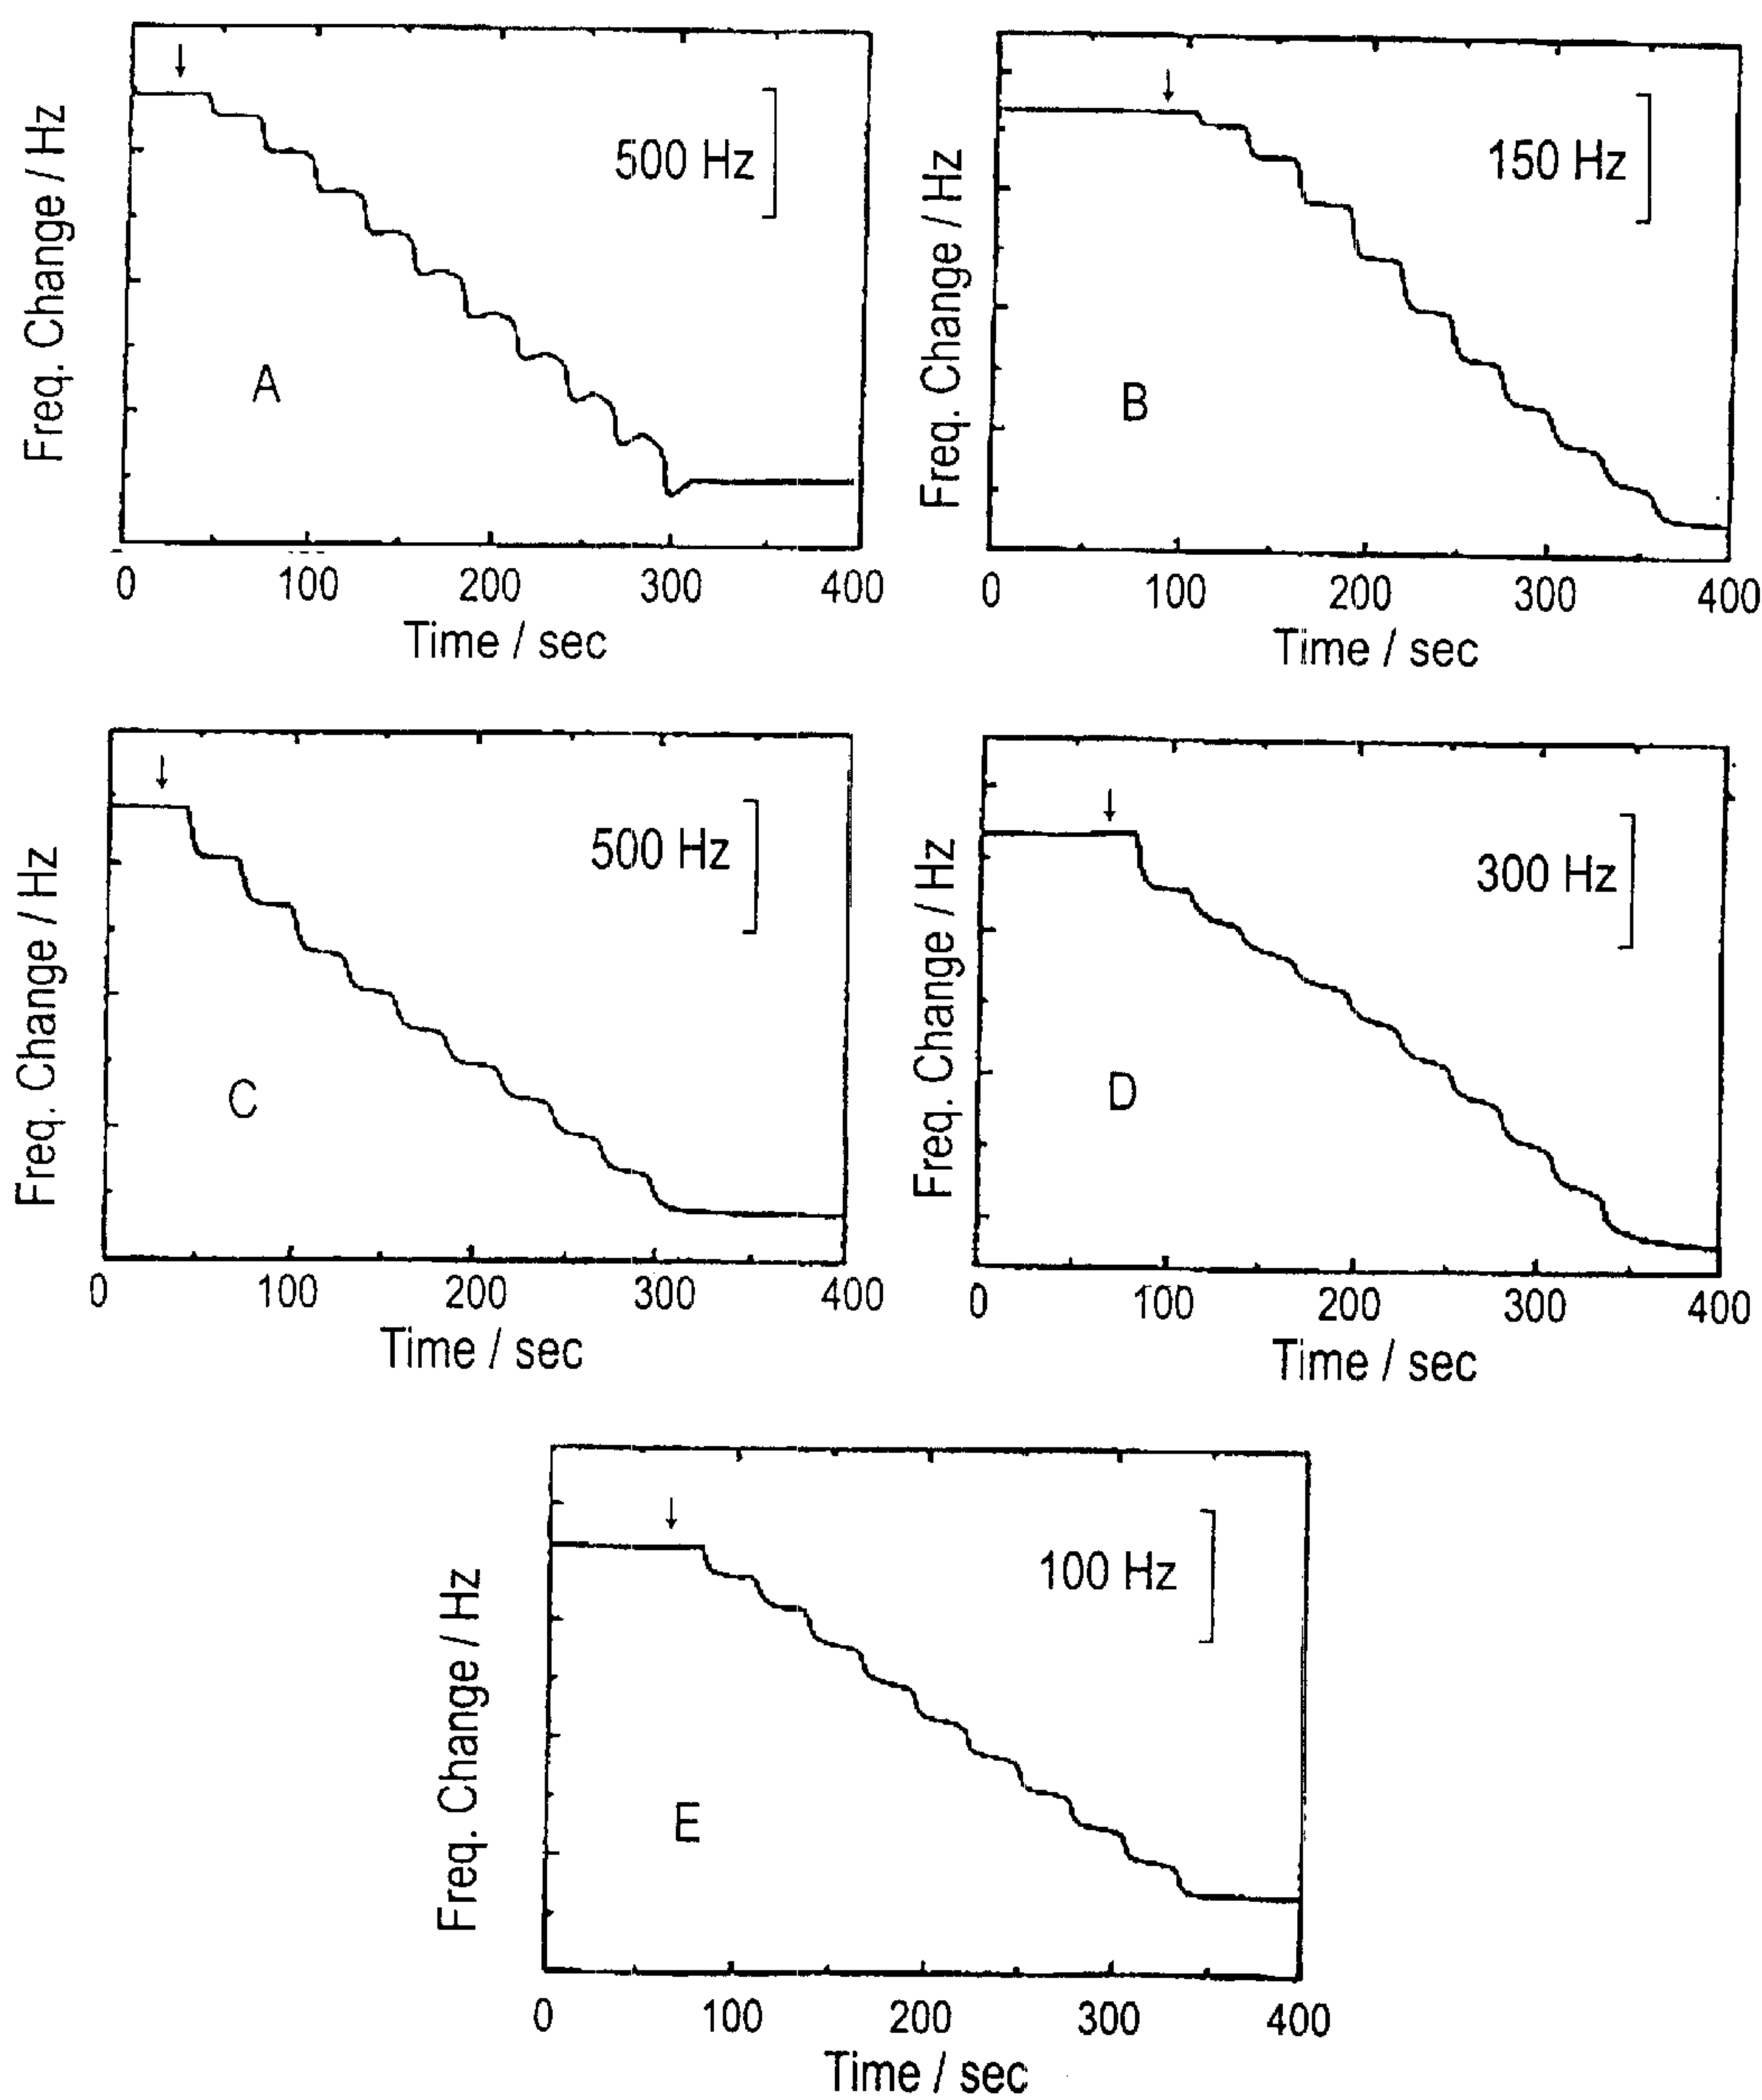 Freq. Change / Hz
500 Hz
A
0 100 200 300 400
Time / sec
Freq. Change / Hz
150 Hz
B
0 100 200 300 400
Time / sec
Freq. Change / Hz
500 Hz
C
0 100 200 300 400
Time / sec
Freq. Change / Hz
300 Hz
D
0 100 200 300 400
Time / sec
Freq. Change / Hz
100 Hz
E
0 100 200 300 400
Time / sec